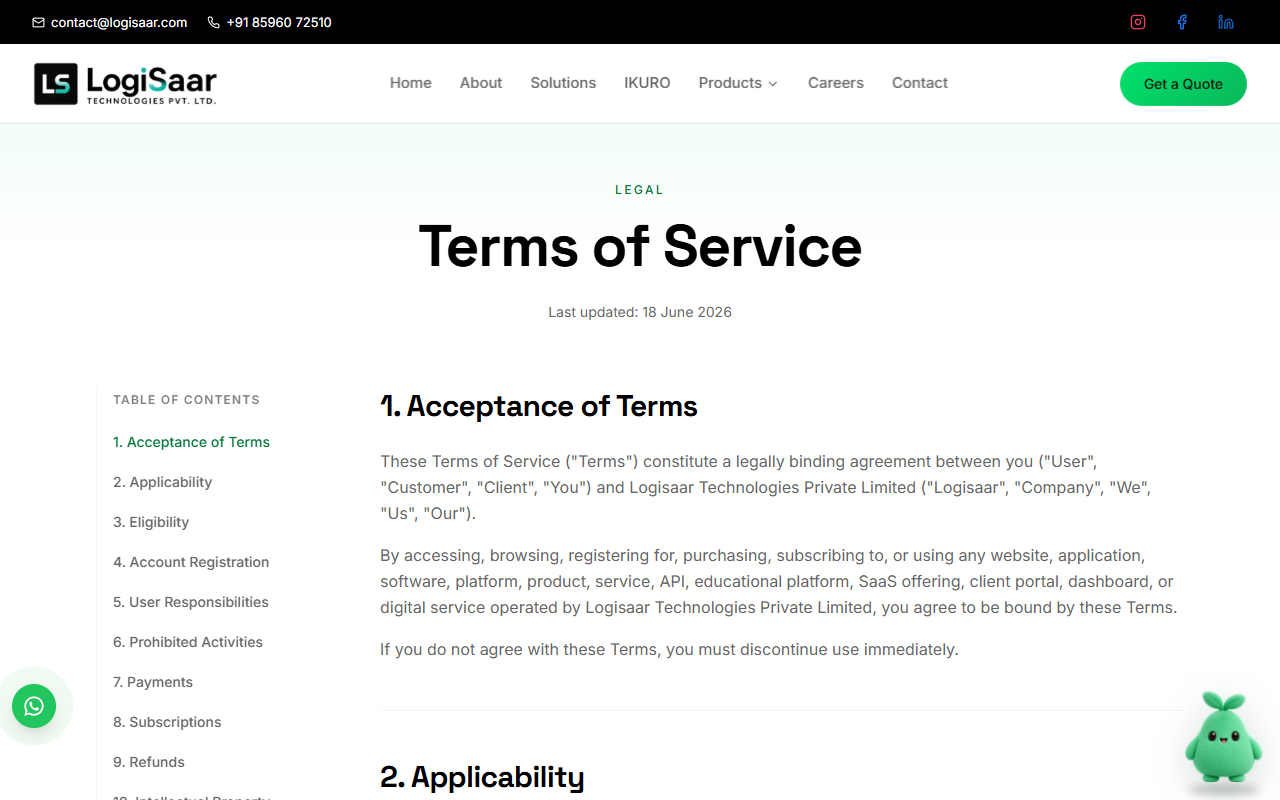 contact@logisaar.com
+91 85960 72510
LS LogiSaar
TECHNOLOGIES PVT. LTD.
Home
About
Solutions
IKURO
Products
Careers
Contact
Get a Quote
LEGAL
Terms of Service
Last updated: 18 June 2026
TABLE OF CONTENTS
1. Acceptance of Terms
2. Applicability
3. Eligibility
4. Account Registration
5. User Responsibilities
6. Prohibited Activities
7. Payments
8. Subscriptions
9. Refunds
10. Intellectual Property
1. Acceptance of Terms
These Terms of Service ("Terms") constitute a legally binding agreement between you ("User",
"Customer", "Client", "You") and Logisaar Technologies Private Limited ("Logisaar", "Company", "We",
"Us", "Our").
By accessing, browsing, registering for, purchasing, subscribing to, or using any website, application,
software, platform, product, service, API, educational platform, SaaS offering, client portal, dashboard, or
digital service operated by Logisaar Technologies Private Limited, you agree to be bound by these Terms.
If you do not agree with these Terms, you must discontinue use immediately.
2. Applicability